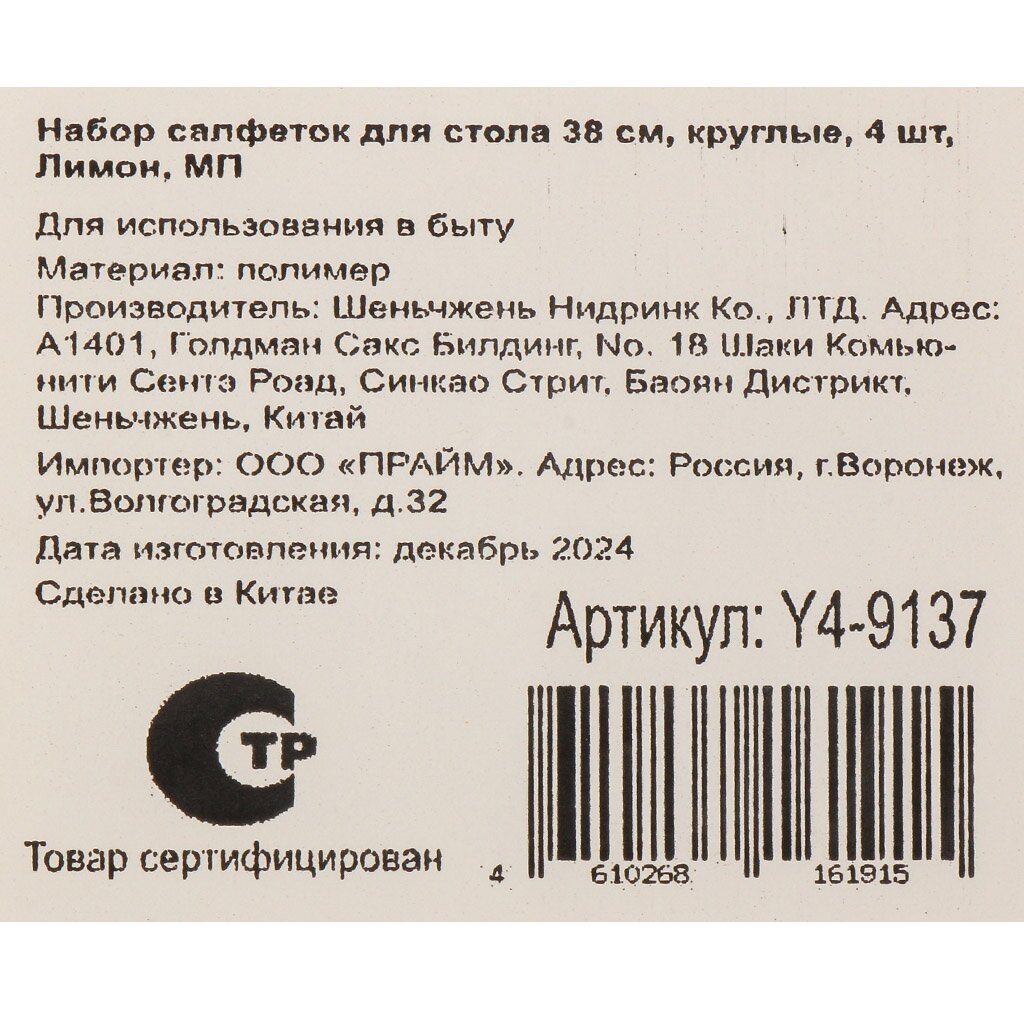 Набор салфеток для стола 38 см, круглые, 4 шт,
Лимон, МП
Для использования в быту
Материал: полимер
Производитель: Шеньчжень Нидринк Ко., ЛТД. Адрес:
А1401, Голдман Сакс Билдинг, No. 18 Шаки Комью-
нити Сентэ Роад, Синкао Стрит, Баоян Дистрикт,
Шеньчжень, Китай
Импортер: ООО «ПРАЙМ». Адрес: Россия, г.Воронеж,
ул.Волгоградская, д.32
Дата изготовления: декабрь 2024
Сделано в Китае
Артикул: Y4-9137
СТР
Товар сертифицирован
4 610268 161915